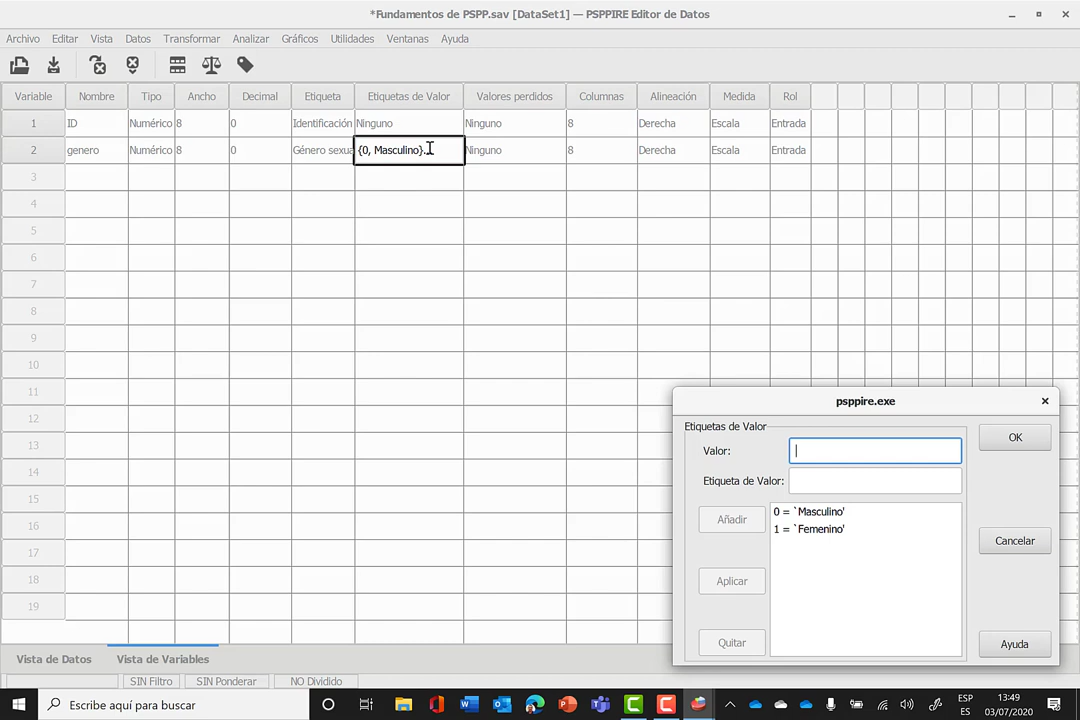 *Fundamentos de PSPP.sav [DataSet1] — PSPPIRE Editor de Datos
Archivo Editar Vista Datos Transformar Analizar Gráficos Utilidades Ventanas Ayuda
Variable Nombre Tipo Ancho Decimal Etiqueta Etiquetas de Valor Valores perdidos Columnas Alineación Medida Rol
1 ID Numérico 8 0 Identificación Ninguno Ninguno 8 Derecha Escala Entrada
2 genero Numérico 8 0 Género sexua {0, Masculino}. Ninguno 8 Derecha Escala Entrada
3
4
5
6
7
8
9
10
11
12
13
14
15
16
17
18
19
psppire.exe
Etiquetas de Valor
Valor:
OK
Etiqueta de Valor:
Añadir
0 = `Masculino'
1 = `Femenino'
Cancelar
Aplicar
Quitar
Ayuda
Vista de Datos Vista de Variables
SIN Filtro SIN Ponderar NO Dividido
Escribe aquí para buscar
ESP
ES
13:49
03/07/2020